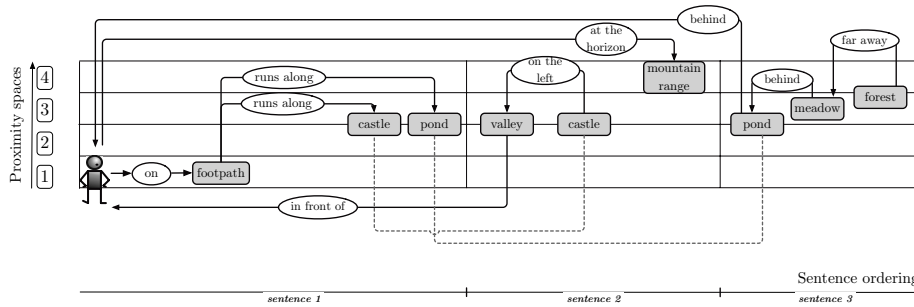 behind
at the
horizon
far away
on the
left
mountain
range
behind
runs along
forest
meadow
runs along
castle
pond
valley
castle
pond
on
footpath
in front of
Proximity spaces
4
3
2
1
Sentence ordering
sentence 1
sentence 2
sentence 3